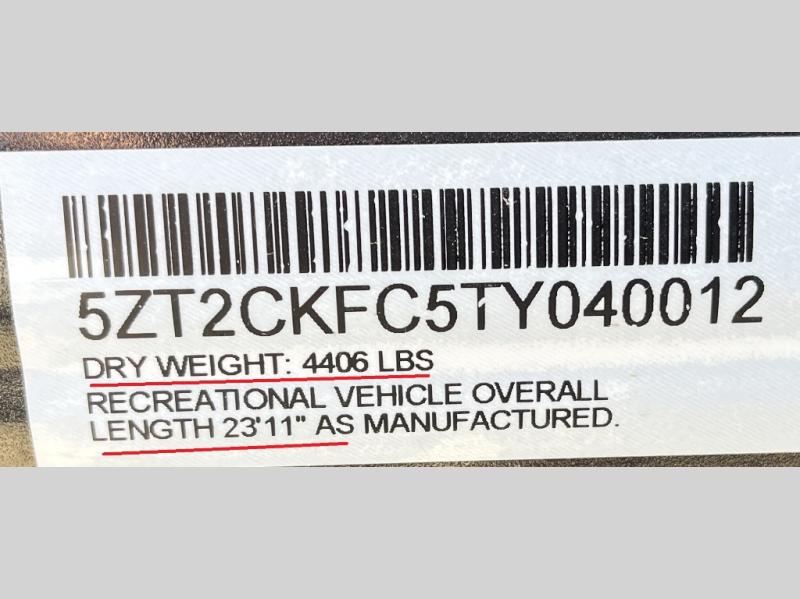 5ZT2CKFC5TY040012
DRY WEIGHT: 4406 LBS
RECREATIONAL VEHICLE OVERALL
LENGTH 23'11" AS MANUFACTURED.